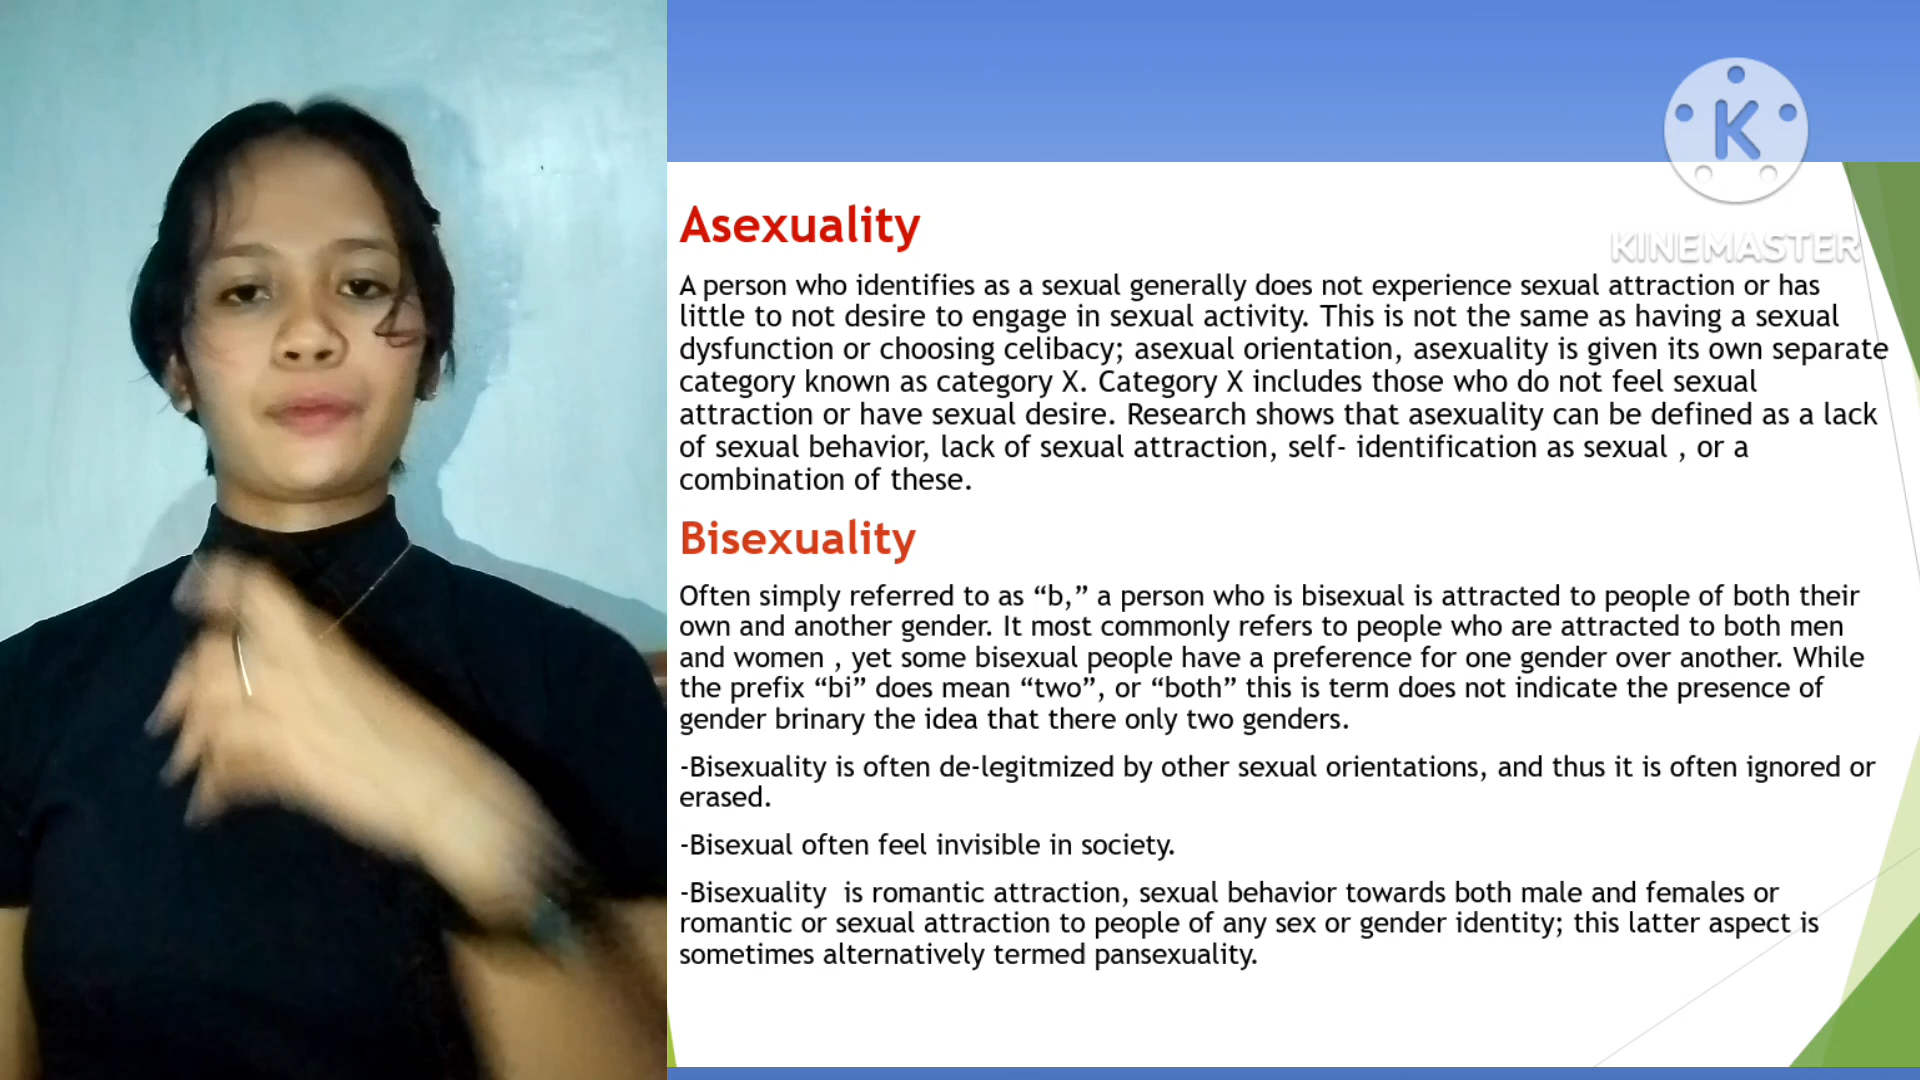 K
KINEMASTER
Asexuality
A person who identifies as a sexual generally does not experience sexual attraction or has
little to not desire to engage in sexual activity. This is not the same as having a sexual
dysfunction or choosing celibacy; asexual orientation, asexuality is given its own separate
category known as category X. Category X includes those who do not feel sexual
attraction or have sexual desire. Research shows that asexuality can be defined as a lack
of sexual behavior, lack of sexual attraction, self- identification as sexual , or a
combination of these.
Bisexuality
Often simply referred to as “b,” a person who is bisexual is attracted to people of both their
own and another gender. It most commonly refers to people who are attracted to both men
and women , yet some bisexual people have a preference for one gender over another. While
the prefix “bi” does mean “two”, or “both” this is term does not indicate the presence of
gender brinary the idea that there only two genders.
-Bisexuality is often de-legitmized by other sexual orientations, and thus it is often ignored or
erased.
-Bisexual often feel invisible in society.
-Bisexuality  is romantic attraction, sexual behavior towards both male and females or
romantic or sexual attraction to people of any sex or gender identity; this latter aspect is
sometimes alternatively termed pansexuality.